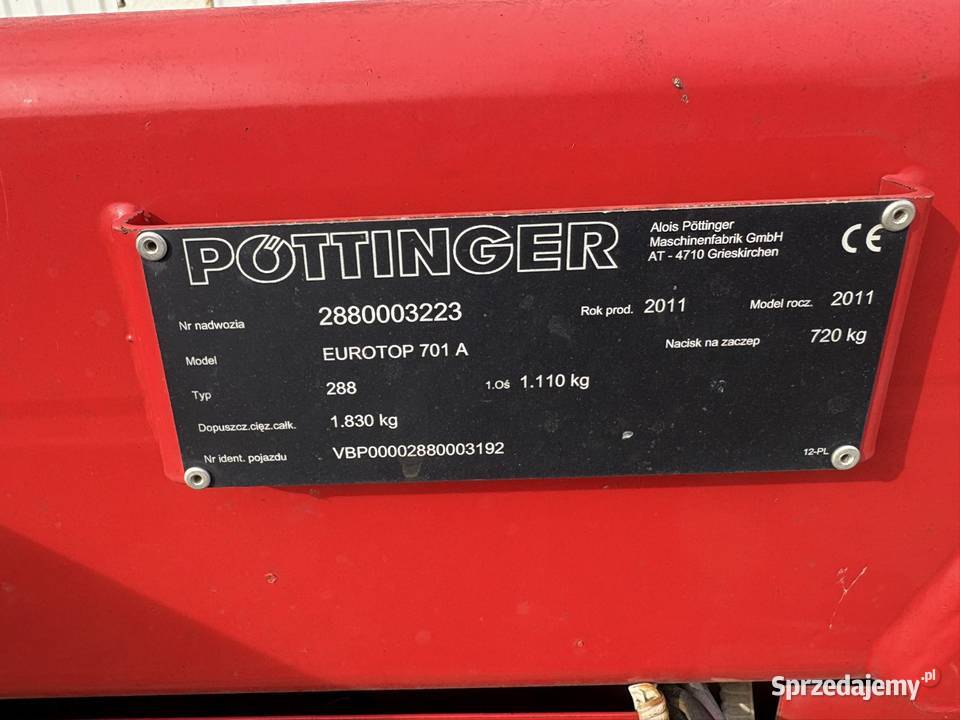 PÖTTINGER
Alois Pöttinger
Maschinenfabrik GmbH
AT - 4710 Grieskirchen
CE
Nr nadwozia 2880003223 Rok prod. 2011 Model rocz. 2011
Model EUROTOP 701 A Nacisk na zaczep 720 kg
Typ 288 1.Oś 1.110 kg
Dopuszcz.cięż.całk. 1.830 kg
Nr ident. pojazdu VBP00002880003192 12-PL
Sprzedajemy.pl